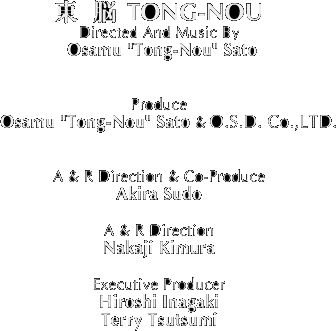 東脳 TONG-NOU
Directed And Music By
Osamu "Tong-Nou" Sato
Produce
Osamu "Tong-Nou" Sato & O.S.D. Co.,LTD.
A & R Direction & Co-Produce
Akira Sudo
A & R Direction
Nakaji Kimura
Executive Producer
Hiroshi Inagaki
Terry Tsutsumi